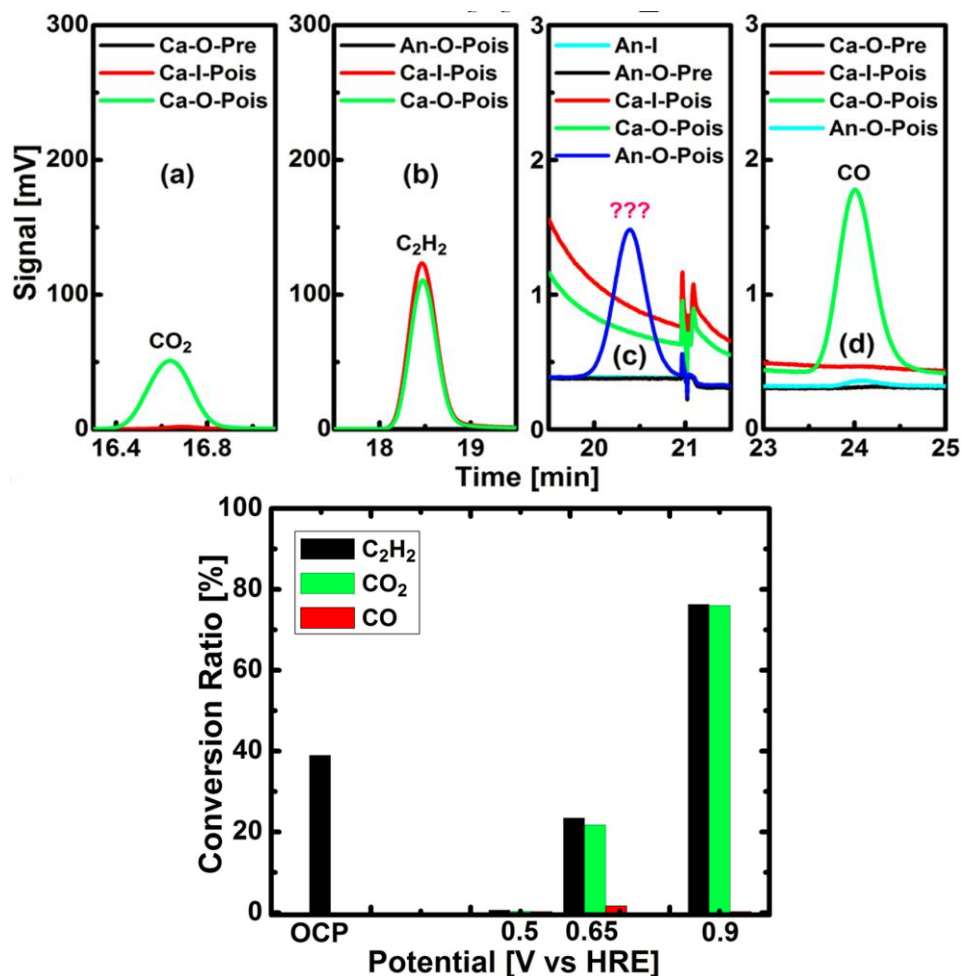 300
200
100
0
Signal [mV]
Ca-O-Pre
Ca-I-Pois
Ca-O-Pois
(a)
CO₂
16.4 16.8
300
200
100
0
An-O-Pois
Ca-I-Pois
Ca-O-Pois
(b)
C₂H₂
18 19
3
2
1
0
An-I
An-O-Pre
Ca-I-Pois
Ca-O-Pois
An-O-Pois
???
(c)
20 21
3
2
1
0
Ca-O-Pre
Ca-I-Pois
Ca-O-Pois
An-O-Pois
CO
(d)
23 24 25
Time [min]
100
80
60
40
20
0
Conversion Ratio [%]
C₂H₂
CO₂
CO
OCP 0.5 0.65 0.9
Potential [V vs HRE]